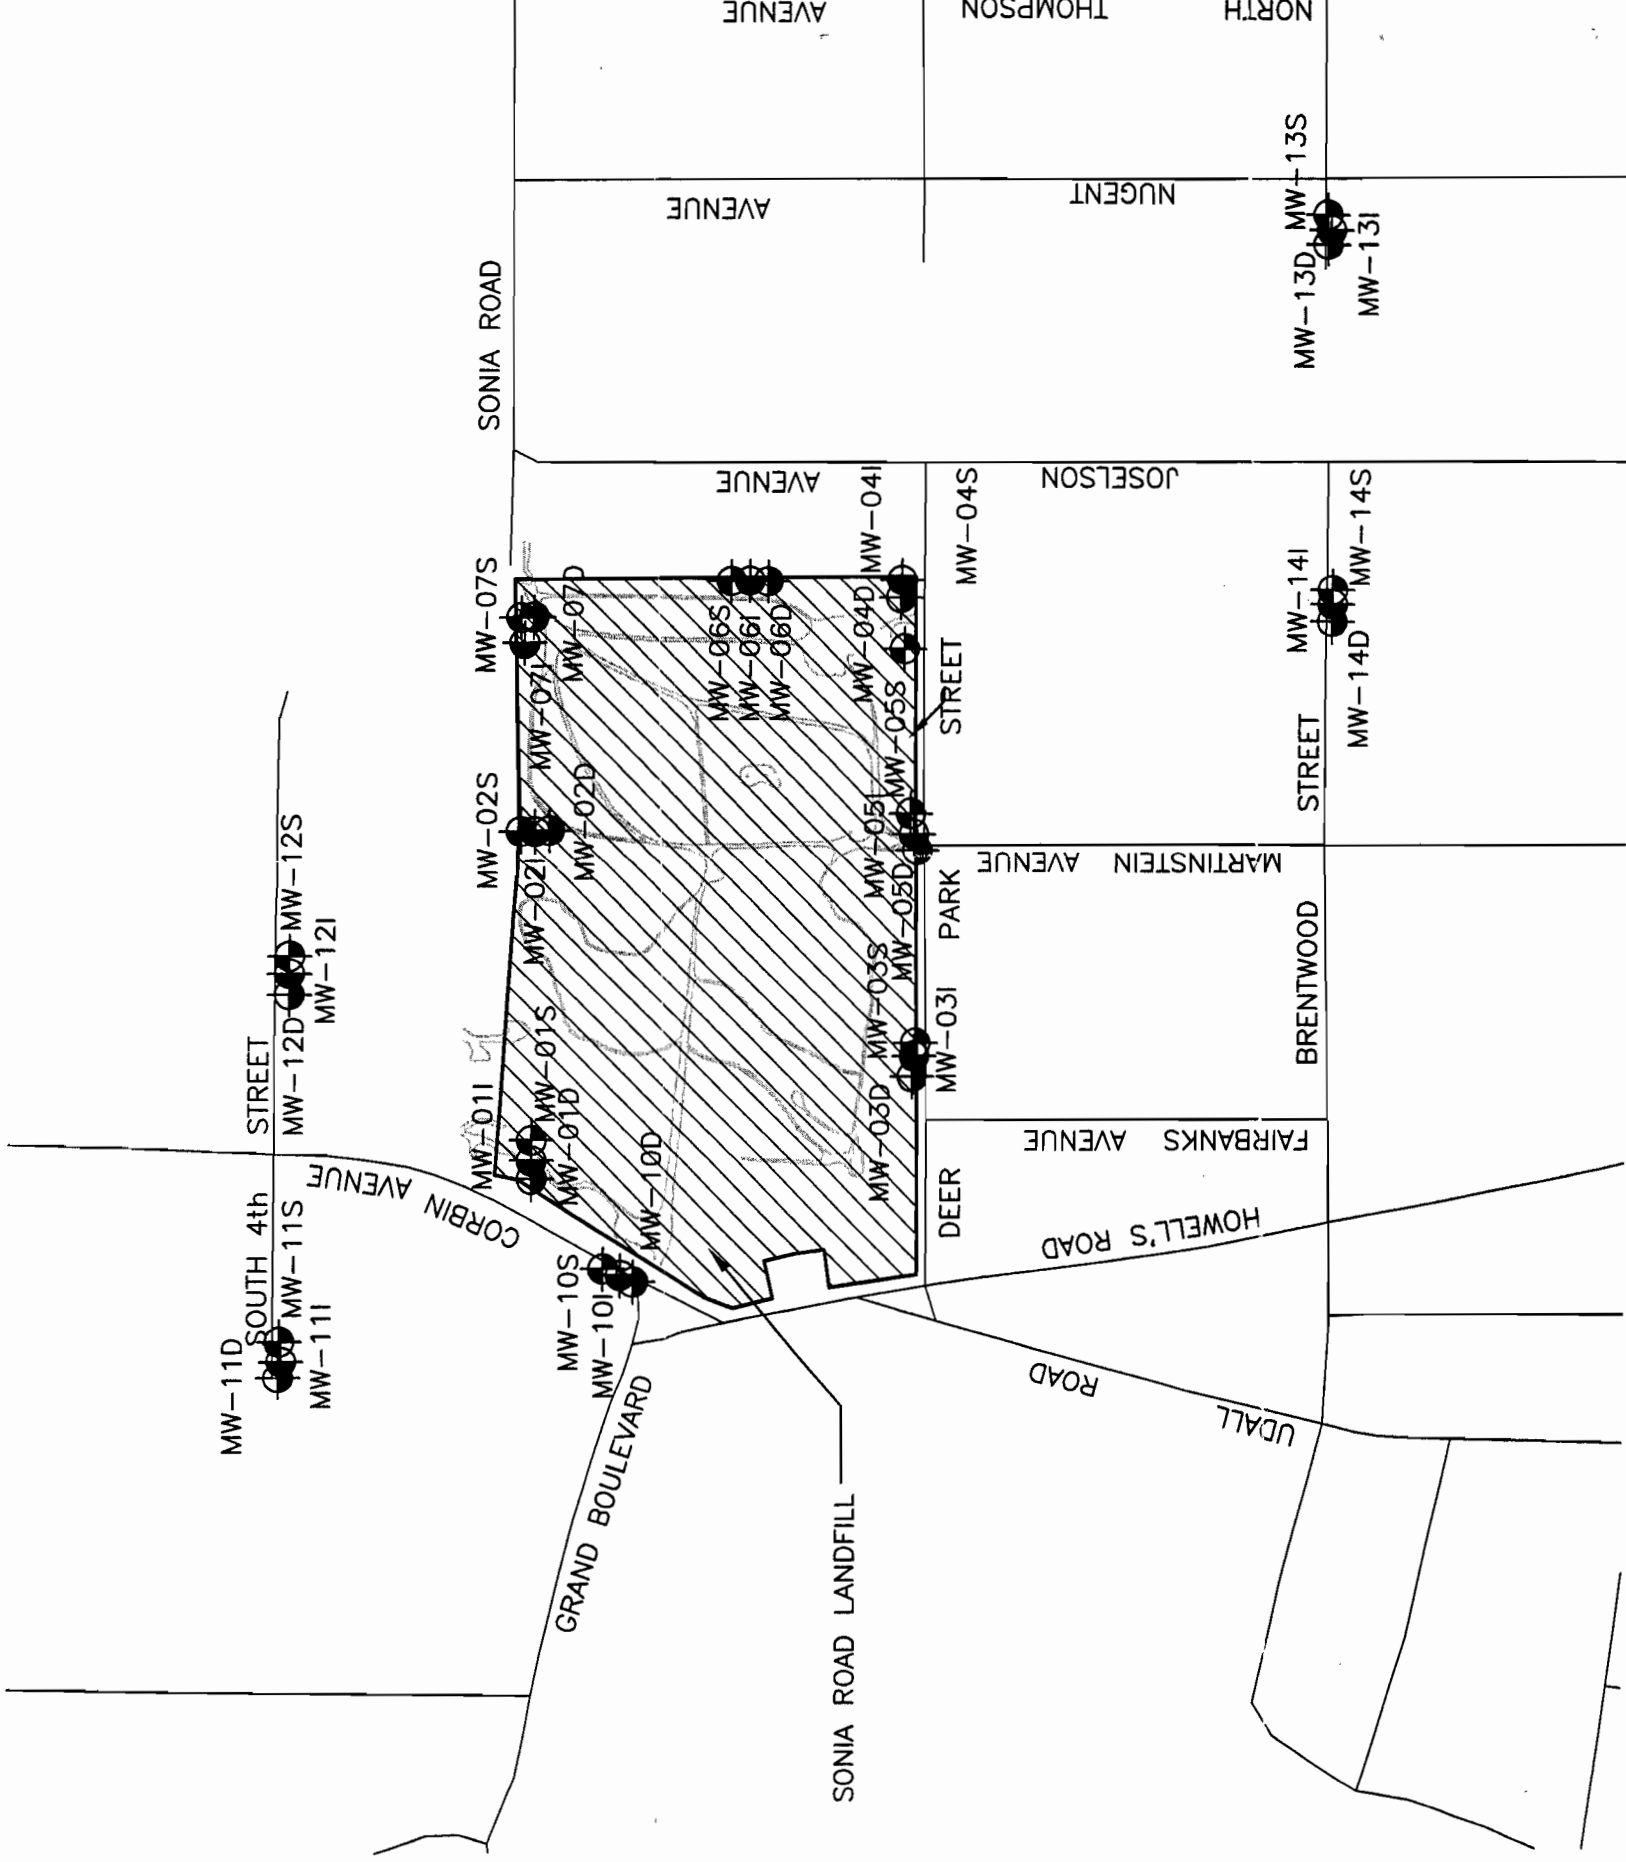 NORTH THOMPSON AVENUE
NUGENT AVENUE
SONIA ROAD
JOSELSON AVENUE
MW-13S
MW-13D
MW-13I
MW-07S
MW-07D
MW-07I
MW-06S
MW-06I
MW-06D
MW-04I
MW-04S
MW-04D
MW-14I
MW-14S
MW-14D
MW-02S
MW-02D
MW-02I
MW-05S
MW-05I
MW-05D
MW-12S
MW-12I
MW-12D
MW-01I
MW-01S
MW-01D
MW-03S
MW-03I
MW-03D
MW-10D
MW-10S
MW-10I
MW-11D
MW-11S
MW-11I
SOUTH 4th STREET
CORBIN AVENUE
DEER PARK STREET
MARTINSTEIN AVENUE
BRENTWOOD STREET
FAIRBANKS AVENUE
HOWELL'S ROAD
UDALL ROAD
GRAND BOULEVARD
SONIA ROAD LANDFILL